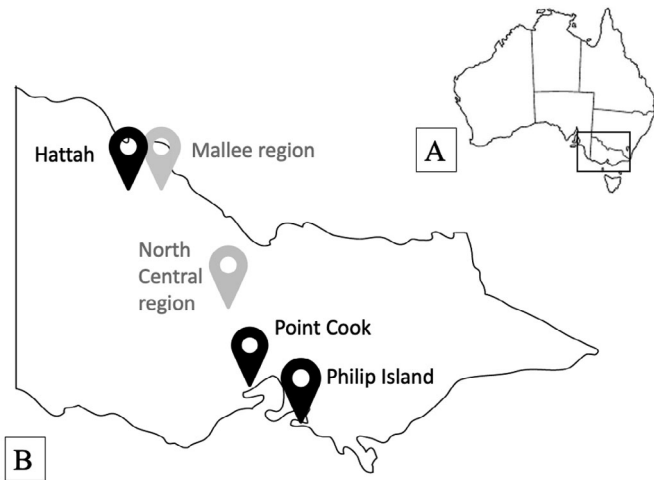 A
Hattah
Mallee region
North
Central
region
Point Cook
Philip Island
B